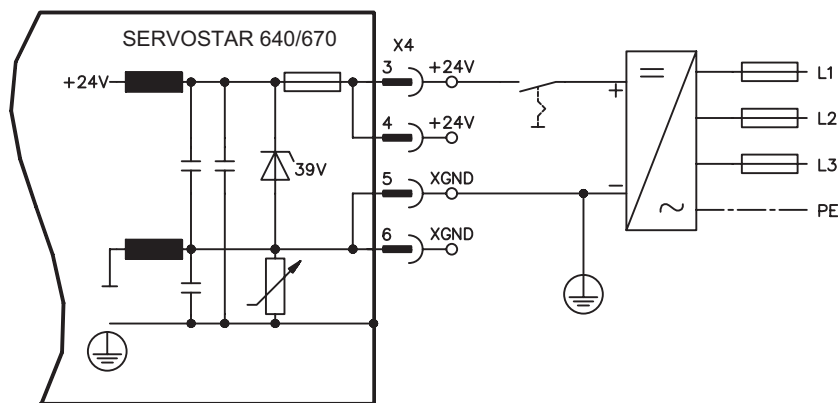 SERVOSTAR 640/670
X4
+24V
3 +24V
4 +24V
39V
5 XGND
6 XGND
+
−
L1
L2
L3
PE